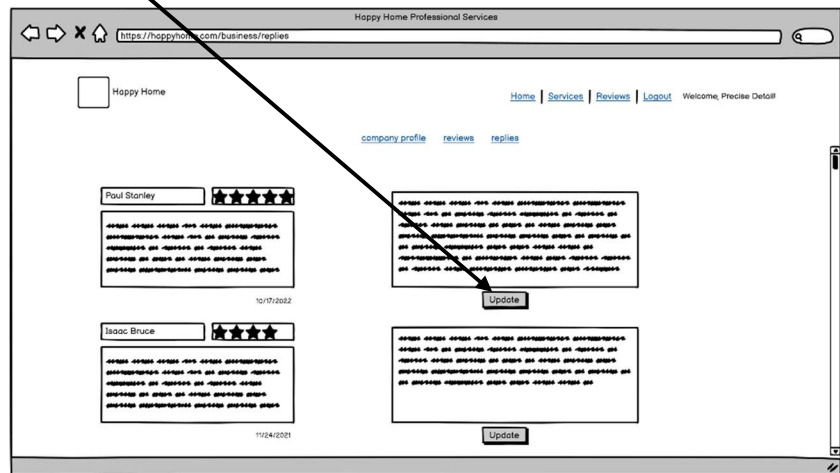 Happy Home Professional Services
https://happyhome.com/business/replies
Happy Home
Home Services Reviews Logout Welcome, Precise Detail!
company profile reviews replies
Paul Stanley
10/17/2022
Update
Isaac Bruce
11/24/2021
Update